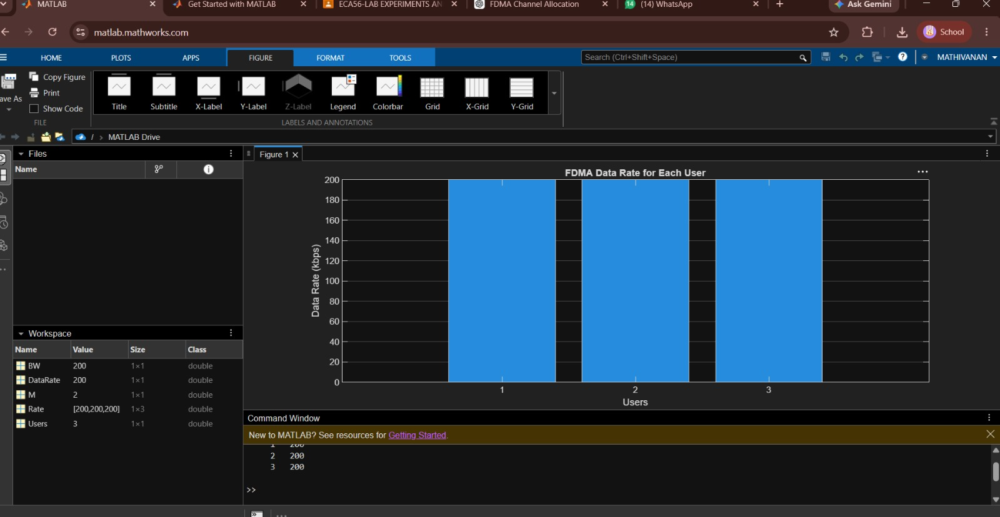 MATLAB
Get Started with MATLAB
ECA56-LAB EXPERIMENTS AN
FDMA Channel Allocation
14 (14) WhatsApp
Ask Gemini
matlab.mathworks.com
School
HOME PLOTS APPS FIGURE FORMAT TOOLS
Search (Ctrl+Shift+Space)
MATHIVANAN
ave As
Copy Figure
Print
Show Code
FILE
Title Subtitle X-Label Y-Label Z-Label Legend Colorbar Grid X-Grid Y-Grid
LABELS AND ANNOTATIONS
/ > MATLAB Drive
Files
Name
Figure 1
FDMA Data Rate for Each User
200
180
160
140
120
100
80
60
40
20
0
Data Rate (kbps)
1 2 3
Users
Workspace
Name Value Size Class
BW 200 1×1 double
DataRate 200 1×1 double
M 2 1×1 double
Rate [200,200,200] 1×3 double
Users 3 1×1 double
Command Window
New to MATLAB? See resources for Getting Started.
1 200
2 200
3 200
>>